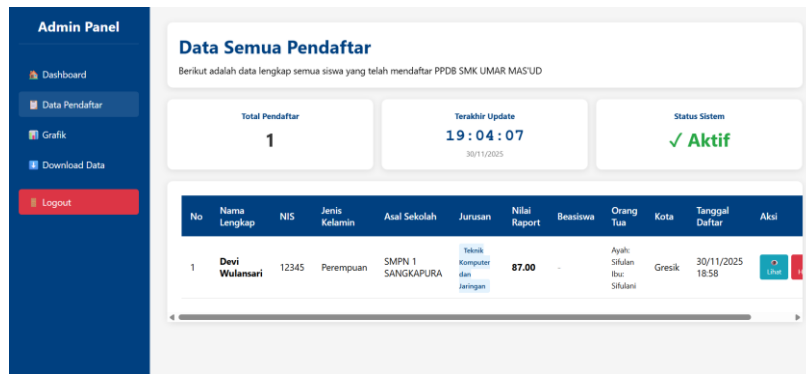 Admin Panel
Dashboard
Data Pendaftar
Grafik
Download Data
Logout
Data Semua Pendaftar
Berikut adalah data lengkap semua siswa yang telah mendaftar PPDB SMK UMAR MAS'UD
Total Pendaftar
1
Terakhir Update
19:04:07
30/11/2025
Status Sistem
✓ Aktif
No Nama Lengkap NIS Jenis Kelamin Asal Sekolah Jurusan Nilai Raport Beasiswa Orang Tua Kota Tanggal Daftar Aksi
1 Devi Wulansari 12345 Perempuan SMPN 1 SANGKAPURA Teknik Komputer dan Jaringan 87.00 - Ayah: Sifulan Ibu: Sifulani Gresik 30/11/2025 18:58 Lihat